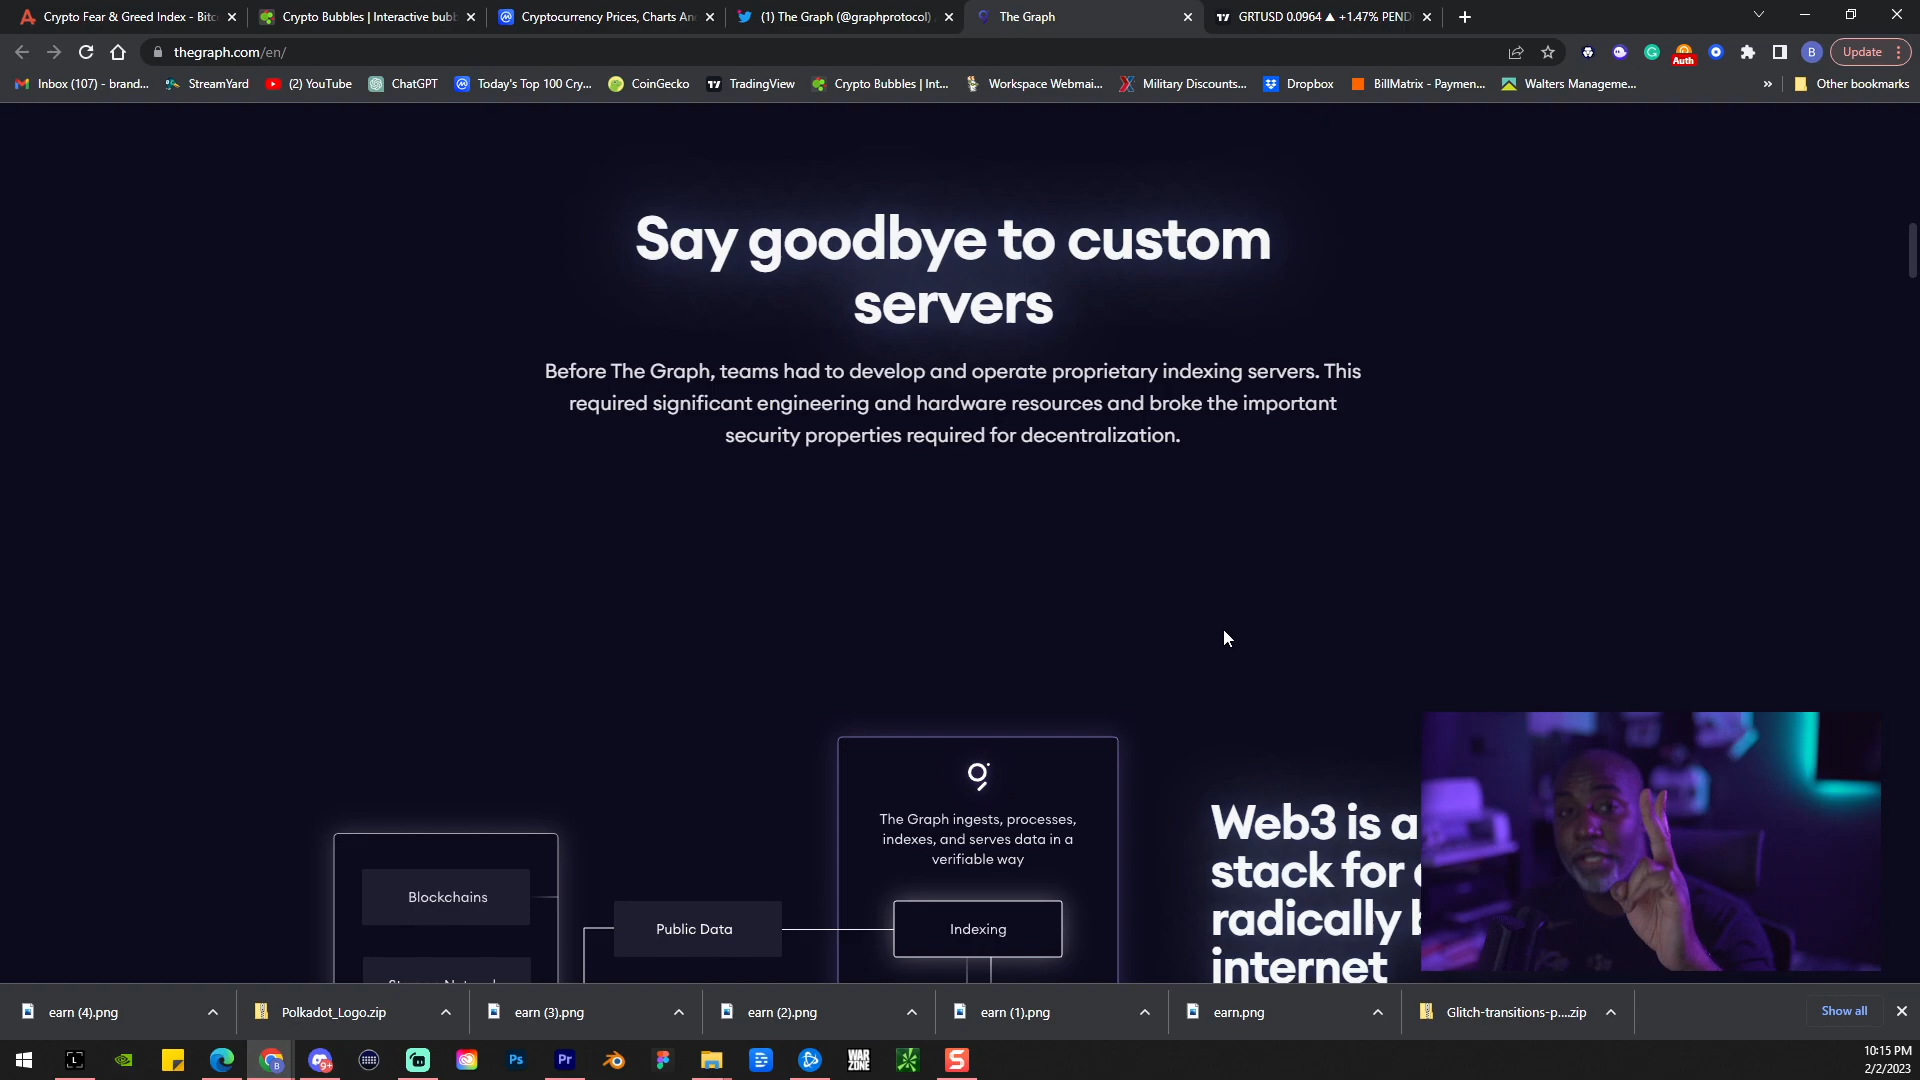 Crypto Fear & Greed Index - Bitc
Crypto Bubbles | Interactive bubb
Cryptocurrency Prices, Charts An
(1) The Graph (@graphprotocol)
The Graph
GRTUSD 0.0964 ▲ +1.47% PEND
thegraph.com/en/
Auth
B
Update
Inbox (107) - brand...
StreamYard
(2) YouTube
ChatGPT
Today's Top 100 Cry...
CoinGecko
TradingView
Crypto Bubbles | Int...
Workspace Webmai...
Military Discounts...
Dropbox
BillMatrix - Paymen...
Walters Manageme...
»
Other bookmarks
Say goodbye to custom
servers
Before The Graph, teams had to develop and operate proprietary indexing servers. This
required significant engineering and hardware resources and broke the important
security properties required for decentralization.
The Graph ingests, processes,
indexes, and serves data in a
verifiable way
Blockchains
Public Data
Indexing
Web3 is a
stack for
radically
internet
earn (4).png
Polkadot_Logo.zip
earn (3).png
earn (2).png
earn (1).png
earn.png
Glitch-transitions-p....zip
Show all
9+
Ps
Pr
WAR
ZONE
10:15 PM
2/2/2023